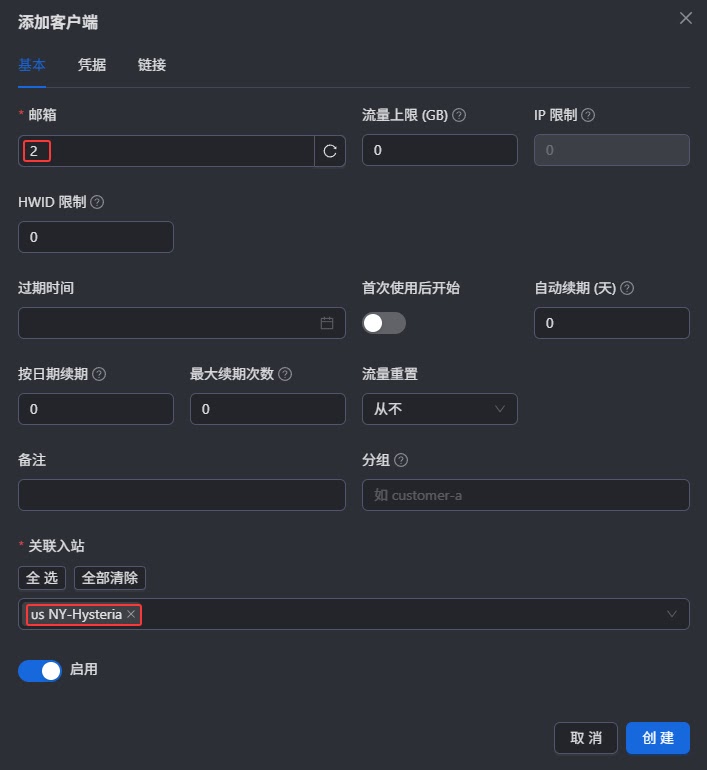 添加客户端
基本 凭据 链接
* 邮箱 流量上限 (GB) IP 限制
2 0 0
HWID 限制
0
过期时间 首次使用后开始 自动续期 (天)
0
按日期续期 最大续期次数 流量重置
0 0 从不
备注 分组
如 customer-a
* 关联入站
全 选 全部清除
us NY-Hysteria
启用
取 消 创 建